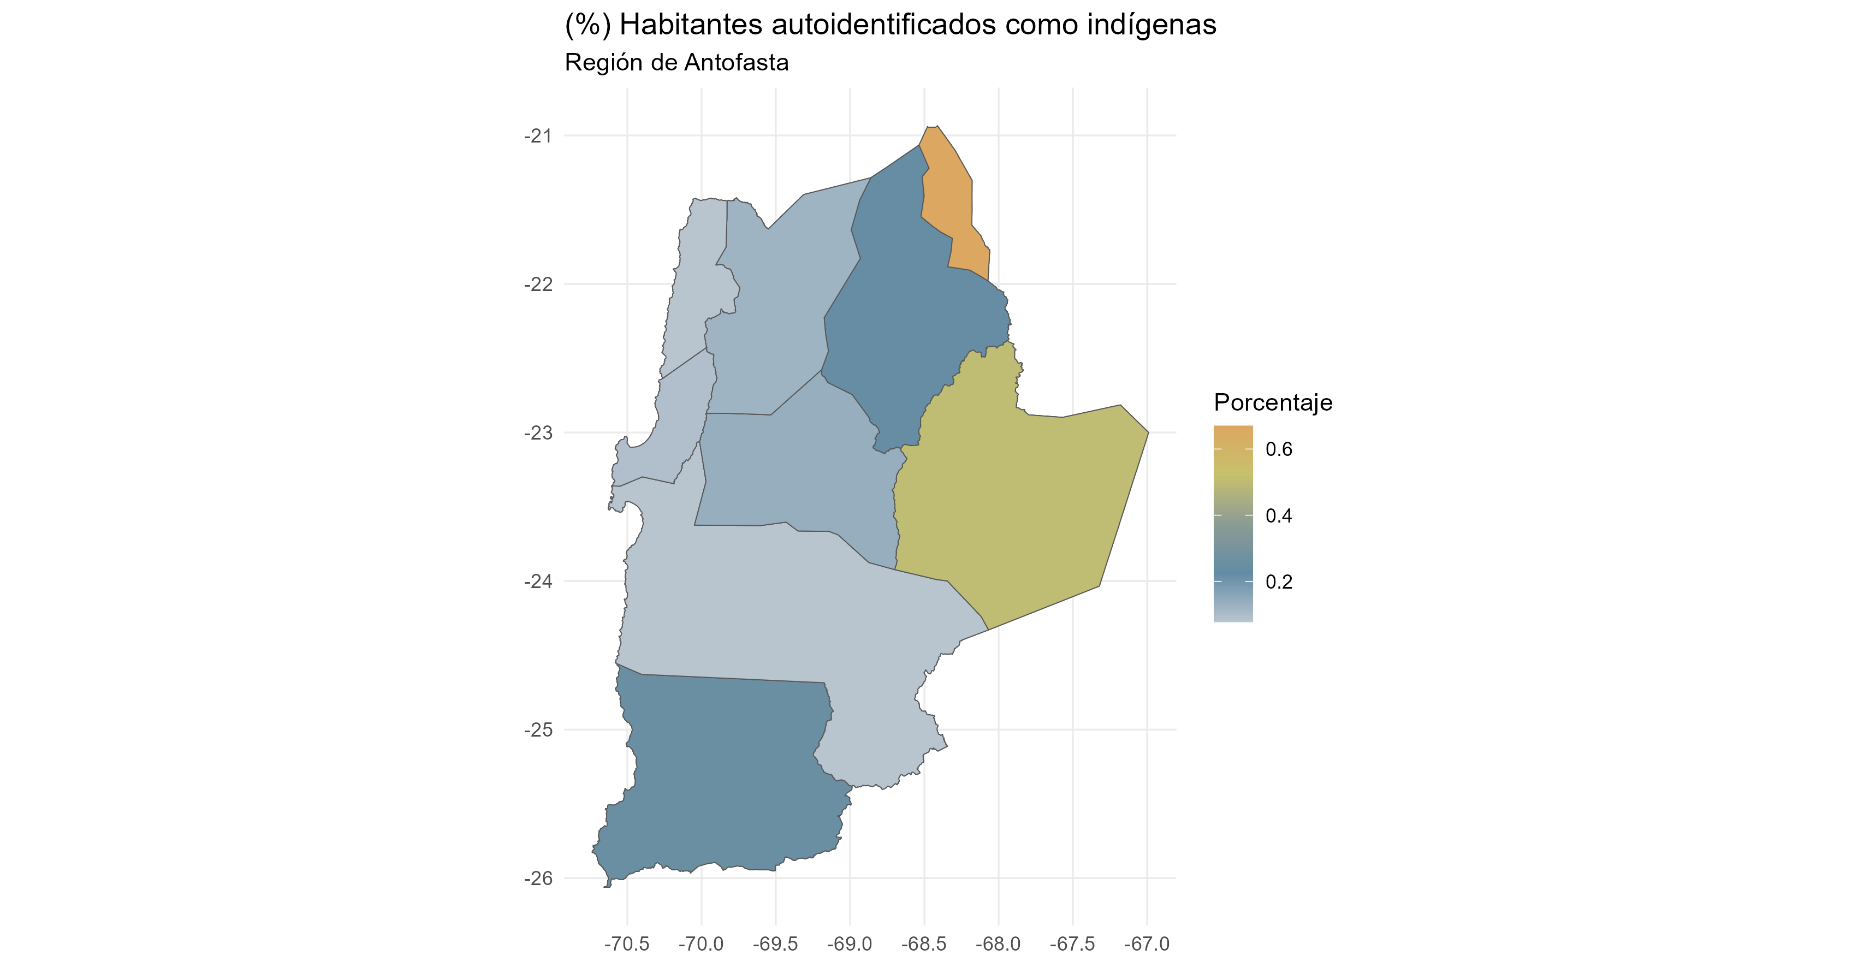 (%) Habitantes autoidentificados como indígenas
Región de Antofasta
-21
-22
-23
-24
-25
-26
-70.5 -70.0 -69.5 -69.0 -68.5 -68.0 -67.5 -67.0
Porcentaje
0.6
0.4
0.2